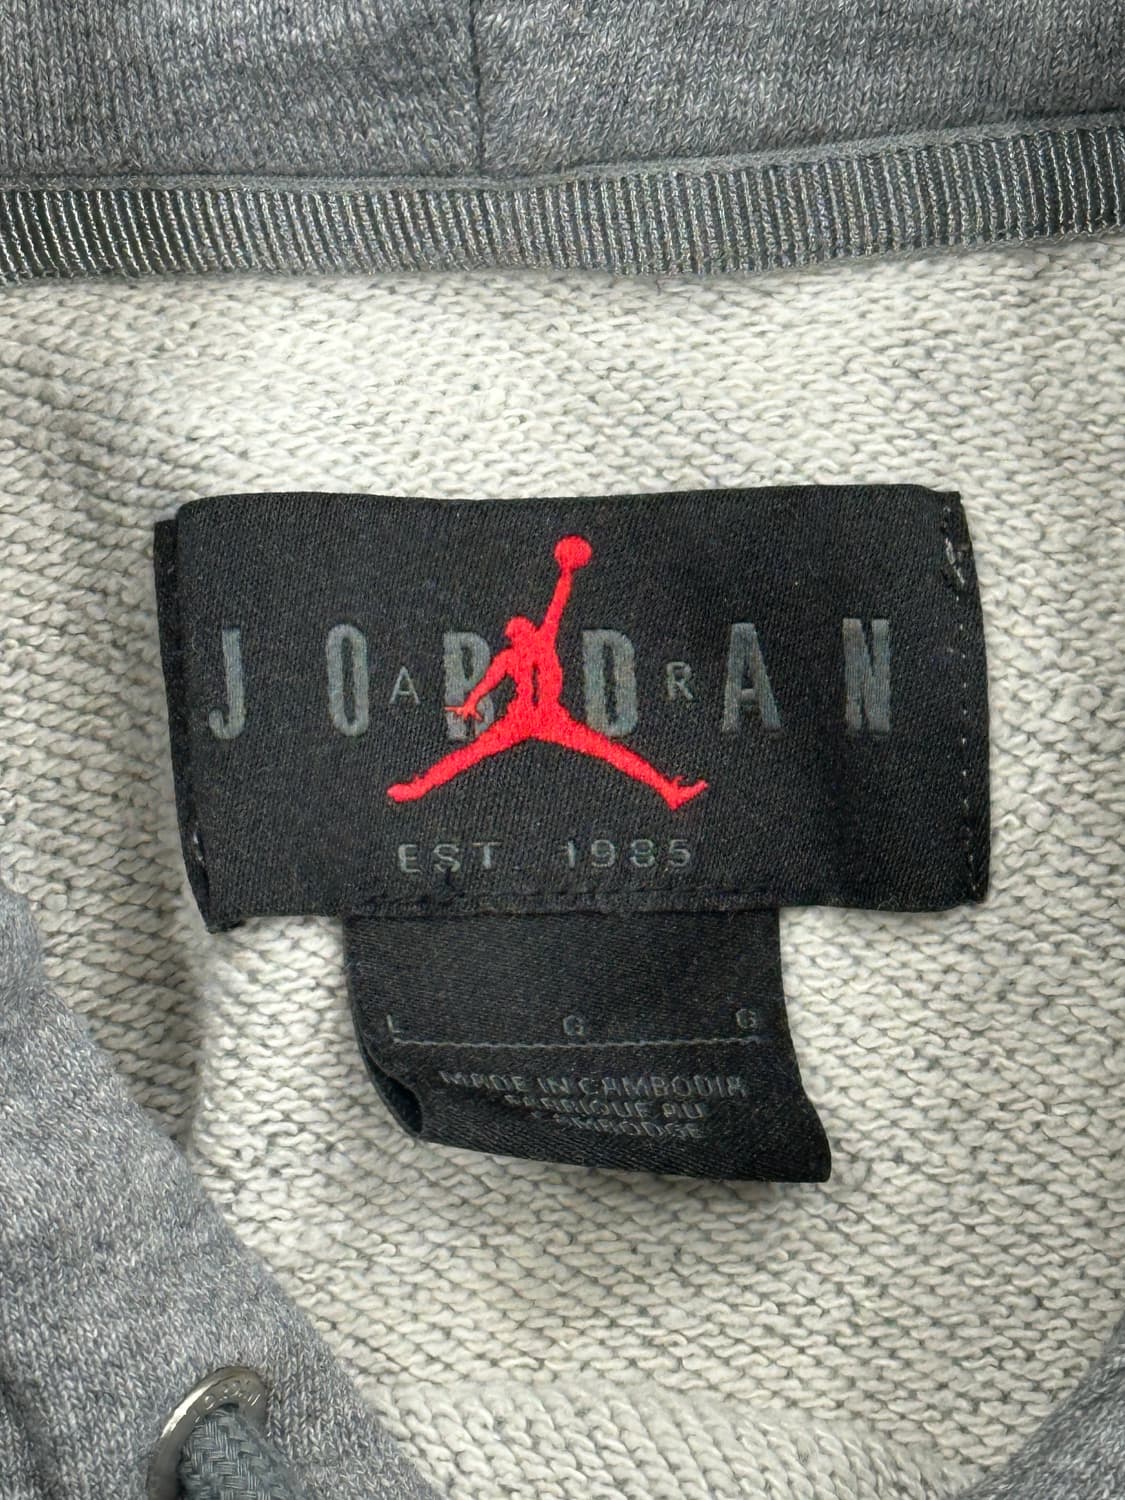 JORDAN
AIR
EST. 1985
L G G
MADE IN CAMBODIA
FABRIQUE AU
CAMBODGE